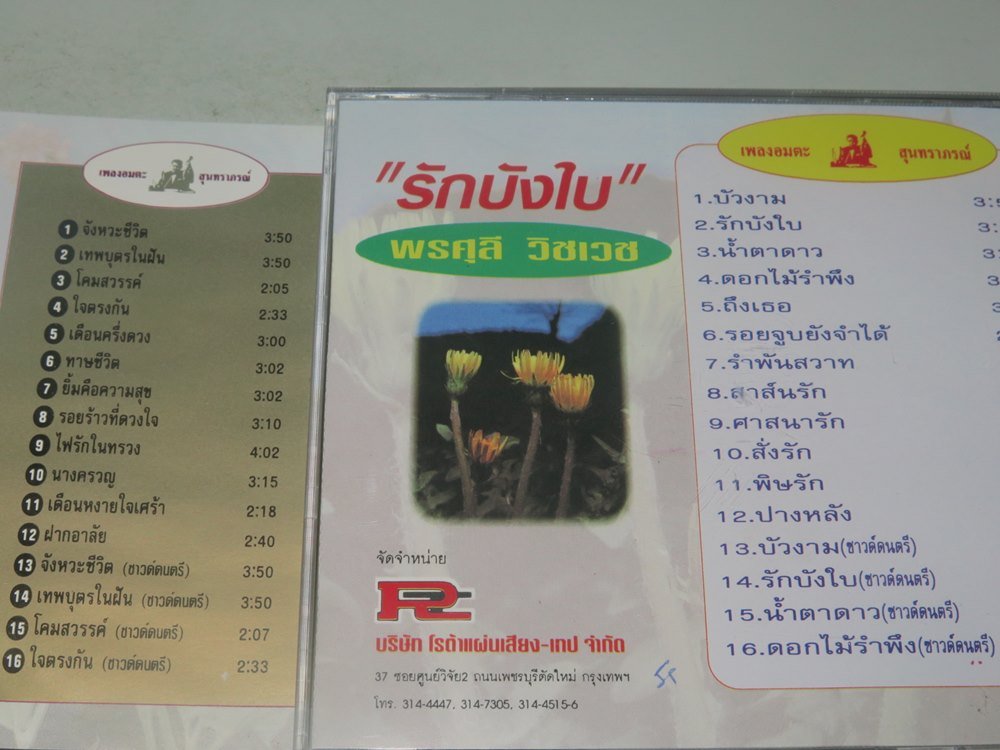 เพลงอมตะ สุนทราภรณ์
1 จังหวะชีวิต 3:50
2 เทพบุตรในฝัน 3:50
3 โคมสวรรค์ 2:05
4 ใจตรงกัน 2:33
5 เดือนครึ่งดวง 3:00
6 ทาษชีวิต 3:02
7 ยิ้มคือความสุข 3:02
8 รอยร้าวที่ดวงใจ 3:10
9 ไฟรักในทรวง 4:02
10 นางครวญ 3:15
11 เดือนหงายใจเศร้า 2:18
12 ฝากอาลัย 2:40
13 จังหวะชีวิต (ซาวด์ดนตรี) 3:50
14 เทพบุตรในฝัน (ซาวด์ดนตรี) 3:50
15 โคมสวรรค์ (ซาวด์ดนตรี) 2:07
16 ใจตรงกัน (ซาวด์ดนตรี) 2:33
"รักบังใบ"
พรศุลี วิชเวช
จัดจำหน่าย
บริษัท โรต้าแผ่นเสียง-เทป จำกัด
37 ซอยศูนย์วิจัย2 ถนนเพชรบุรีตัดใหม่ กรุงเทพฯ
โทร. 314-4447, 314-7305, 314-4515-6
เพลงอมตะ สุนทราภรณ์
1.บัวงาม
2.รักบังใบ
3.น้ำตาดาว
4.ดอกไม้รำพึง
5.ถึงเธอ
6.รอยจูบยังจำได้
7.รำพันสวาท
8.สาส์นรัก
9.ศาสนารัก
10.สั่งรัก
11.พิษรัก
12.ปางหลัง
13.บัวงาม(ซาวด์ดนตรี)
14.รักบังใบ(ซาวด์ดนตรี)
15.น้ำตาดาว(ซาวด์ดนตรี)
16.ดอกไม้รำพึง(ซาวด์ดนตรี)